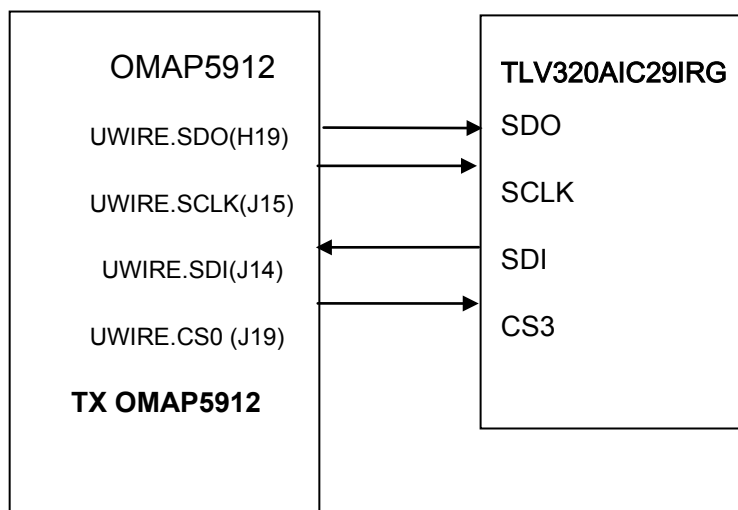 OMAP5912
UWIRE.SDO(H19)
UWIRE.SCLK(J15)
UWIRE.SDI(J14)
UWIRE.CS0 (J19)
TX OMAP5912
TLV320AIC29IRG
SDO
SCLK
SDI
CS3